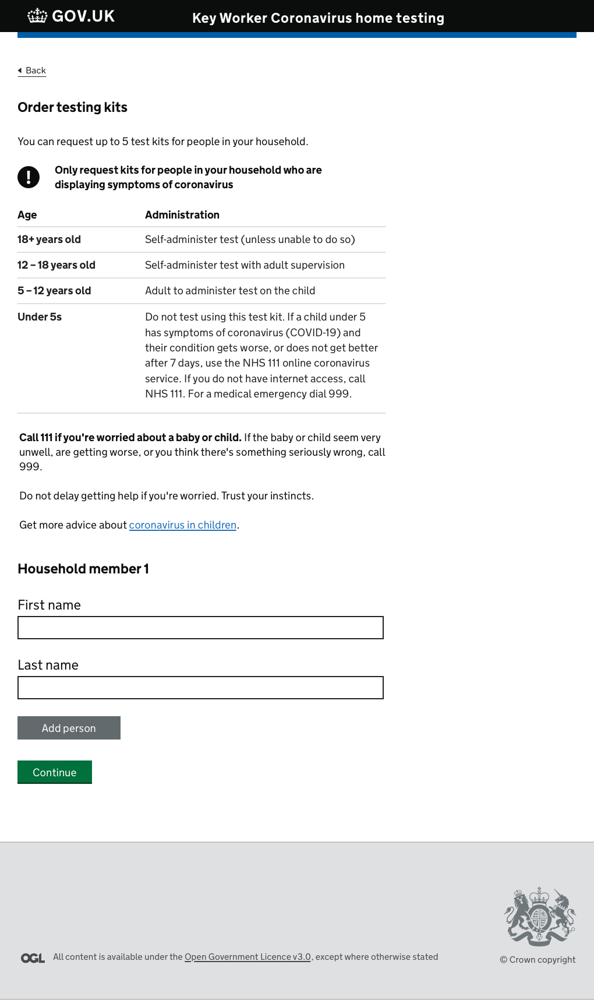 GOV.UK
Key Worker Coronavirus home testing
Back
Order testing kits
You can request up to 5 test kits for people in your household.
Only request kits for people in your household who are
displaying symptoms of coronavirus
Age Administration
18+ years old Self-administer test (unless unable to do so)
12 – 18 years old Self-administer test with adult supervision
5 – 12 years old Adult to administer test on the child
Under 5s Do not test using this test kit. If a child under 5
has symptoms of coronavirus (COVID-19) and
their condition gets worse, or does not get better
after 7 days, use the NHS 111 online coronavirus
service. If you do not have internet access, call
NHS 111. For a medical emergency dial 999.
Call 111 if you're worried about a baby or child. If the baby or child seem very
unwell, are getting worse, or you think there's something seriously wrong, call
999.
Do not delay getting help if you're worried. Trust your instincts.
Get more advice about coronavirus in children.
Household member 1
First name
Last name
Add person
Continue
OGL All content is available under the Open Government Licence v3.0, except where otherwise stated
© Crown copyright